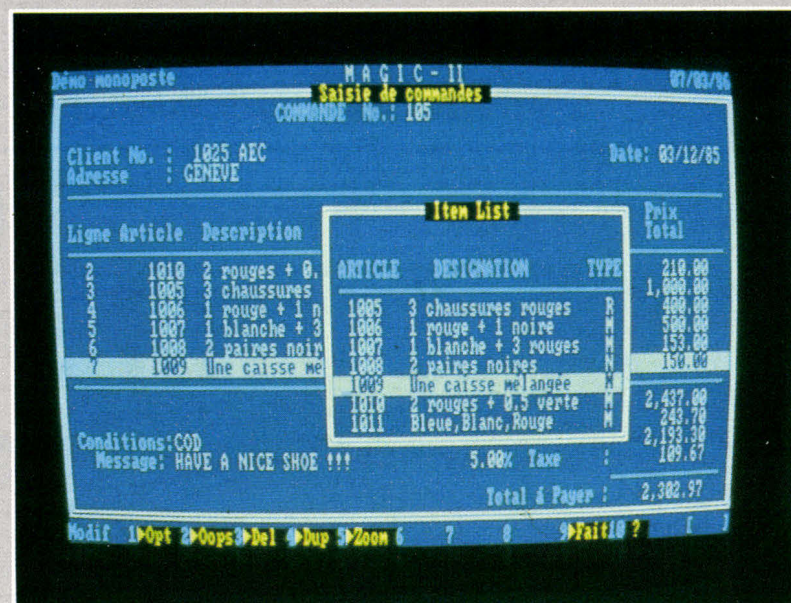 Démo monoposte MAGIC-II 07/03/86
Saisie de commandes
COMMANDE No.: 105
Client No. : 1025 AEC Date: 03/12/85
Adresse : GENEVE
Ligne Article Description Prix Total
2 1010 2 rouges + 0. 210.00
3 1005 3 chaussures 1,000.00
4 1006 1 rouge + 1 n 400.00
5 1007 1 blanche + 3 500.00
6 1008 2 paires noir 153.00
7 1009 Une caisse me 150.00
Item List
ARTICLE DESIGNATION TYPE
1005 3 chaussures rouges R
1006 1 rouge + 1 noire M
1007 1 blanche + 3 rouges M
1008 2 paires noires N
1009 Une caisse melangée M
1010 2 rouges + 0.5 verte M
1011 Bleue,Blanc,Rouge M
2,437.00
243.70
2,193.30
Conditions:COD
Message: HAVE A NICE SHOE !!! 5.00% Taxe : 109.67
Total á Payer : 2,302.97
Modif 1►Opt 2►Oops3►Del 4►Dup 5►Zoom 6 7 8 9►Fait10 ? [ ]